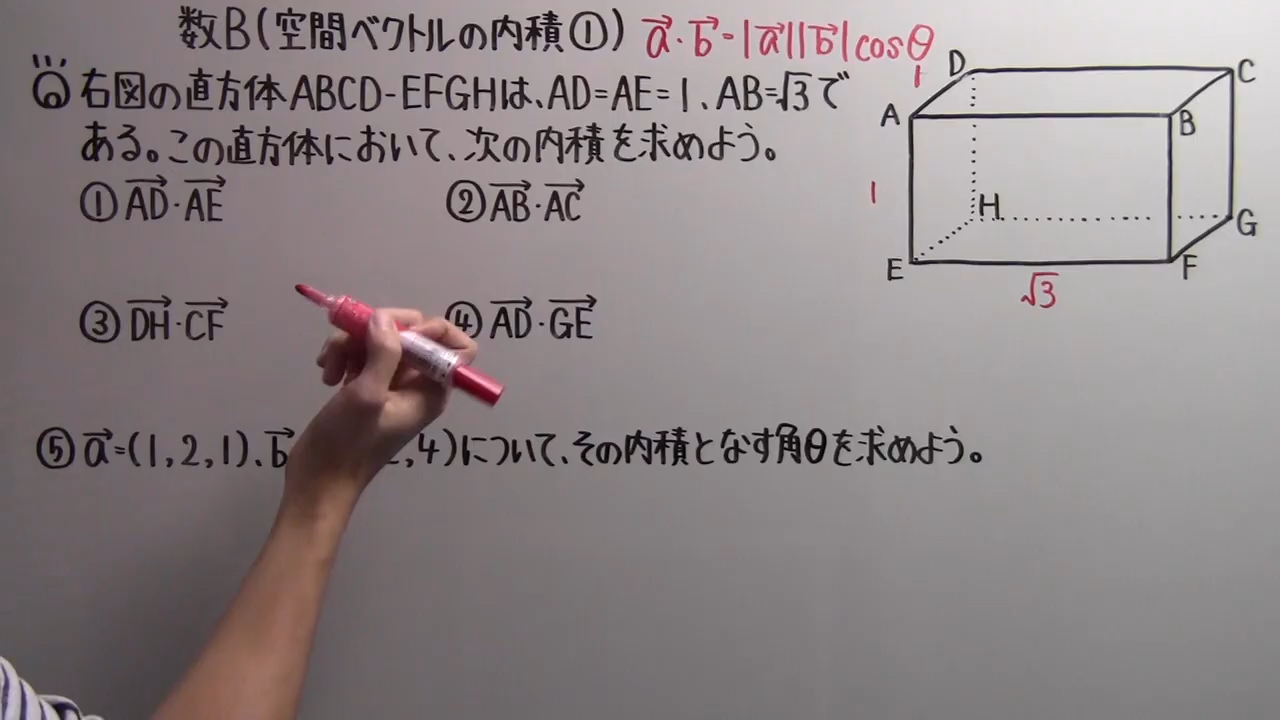 数B(空間ベクトルの内積①) a→·b→=|a→||b→|cosθ
Q 右図の直方体ABCD-EFGHは、AD=AE=1、AB=√3で
ある。この直方体において、次の内積を求めよう。
① AD→·AE→ ② AB→·AC→
③ DH→·CF→ ④ AD→·GE→
⑤ a→=(1,2,1)、b→ ,4)について、その内積となす角θを求めよう。
D
C
1
A
B
1
H
G
E
F
√3